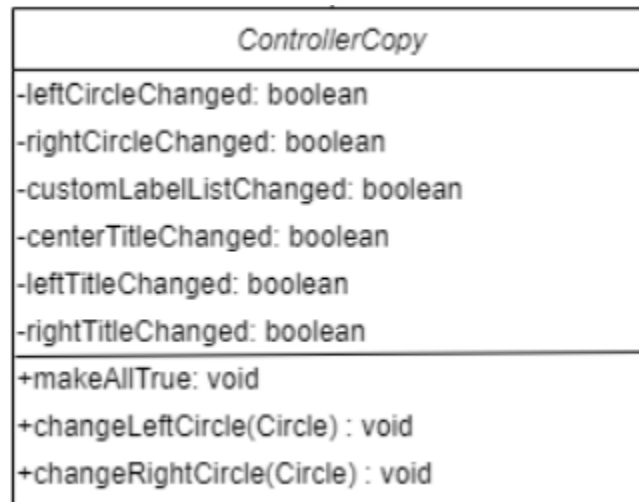 ControllerCopy
-leftCircleChanged: boolean
-rightCircleChanged: boolean
-customLabelListChanged: boolean
-centerTitleChanged: boolean
-leftTitleChanged: boolean
-rightTitleChanged: boolean
+makeAllTrue: void
+changeLeftCircle(Circle) : void
+changeRightCircle(Circle) : void